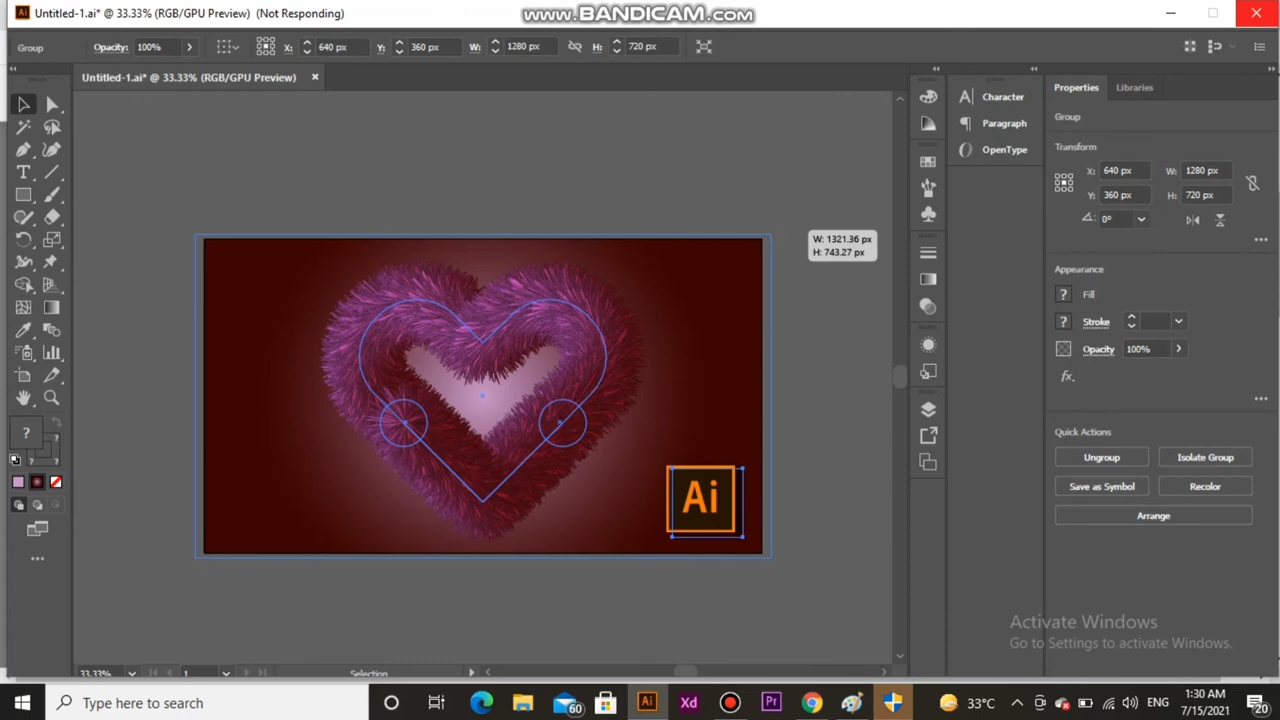 Untitled-1.ai* @ 33.33% (RGB/GPU Preview) (Not Responding)
www.BANDICAM.com
Group
Opacity: 100%
X: 640 px
Y: 360 px
W: 1280 px
H: 720 px
Untitled-1.ai* @ 33.33% (RGB/GPU Preview)
Character
Paragraph
OpenType
Properties
Libraries
Group
Transform
X: 640 px
W: 1280 px
Y: 360 px
H: 720 px
0°
W: 1321.36 px
H: 743.27 px
Appearance
Fill
Stroke
Opacity 100%
fx.
Quick Actions
Ungroup
Isolate Group
Save as Symbol
Recolor
Arrange
Ai
Activate Windows
Go to Settings to activate Windows.
33.33%
1
Selection
Type here to search
60
Ai
Xd
Pr
33°C
ENG
1:30 AM
7/15/2021
20